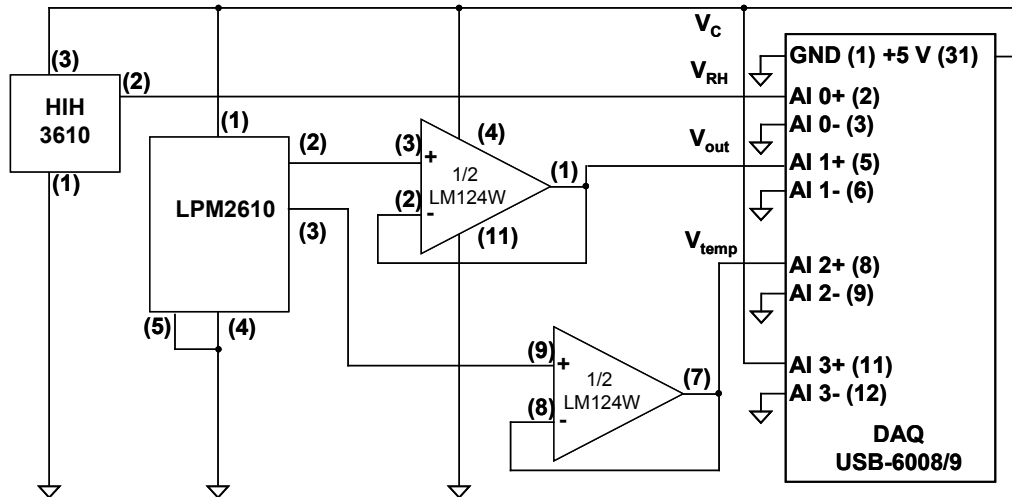 V_C
GND (1) +5 V (31)
(3)
(2)
V_RH
HIH
3610
AI 0+ (2)
(1)
AI 0- (3)
(1)
(2)
(3)
+
(4)
V_out
1/2
LM124W
(1)
AI 1+ (5)
(2)
-
AI 1- (6)
LPM2610
(3)
(11)
V_temp
AI 2+ (8)
AI 2- (9)
(5)
(4)
(9)
+
1/2
LM124W
(7)
AI 3+ (11)
(8)
-
AI 3- (12)
DAQ
USB-6008/9